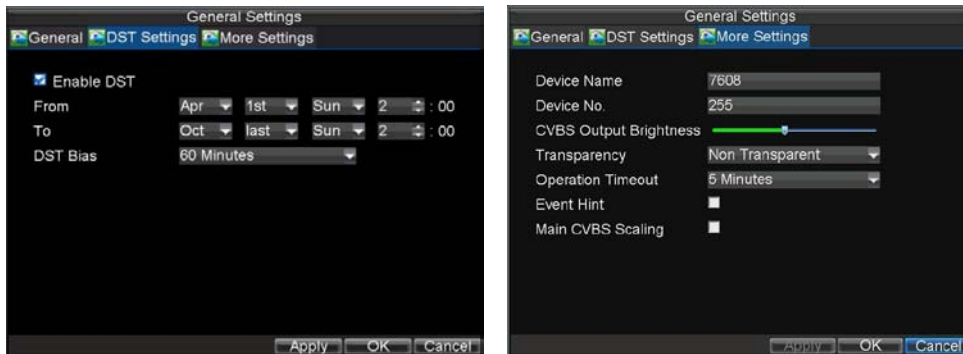 General Settings
General DST Settings More Settings
Enable DST
From Apr 1st Sun 2 : 00
To Oct last Sun 2 : 00
DST Bias 60 Minutes
Apply OK Cancel
General Settings
General DST Settings More Settings
Device Name 7608
Device No. 255
CVBS Output Brightness
Transparency Non Transparent
Operation Timeout 5 Minutes
Event Hint
Main CVBS Scaling
Apply OK Cancel